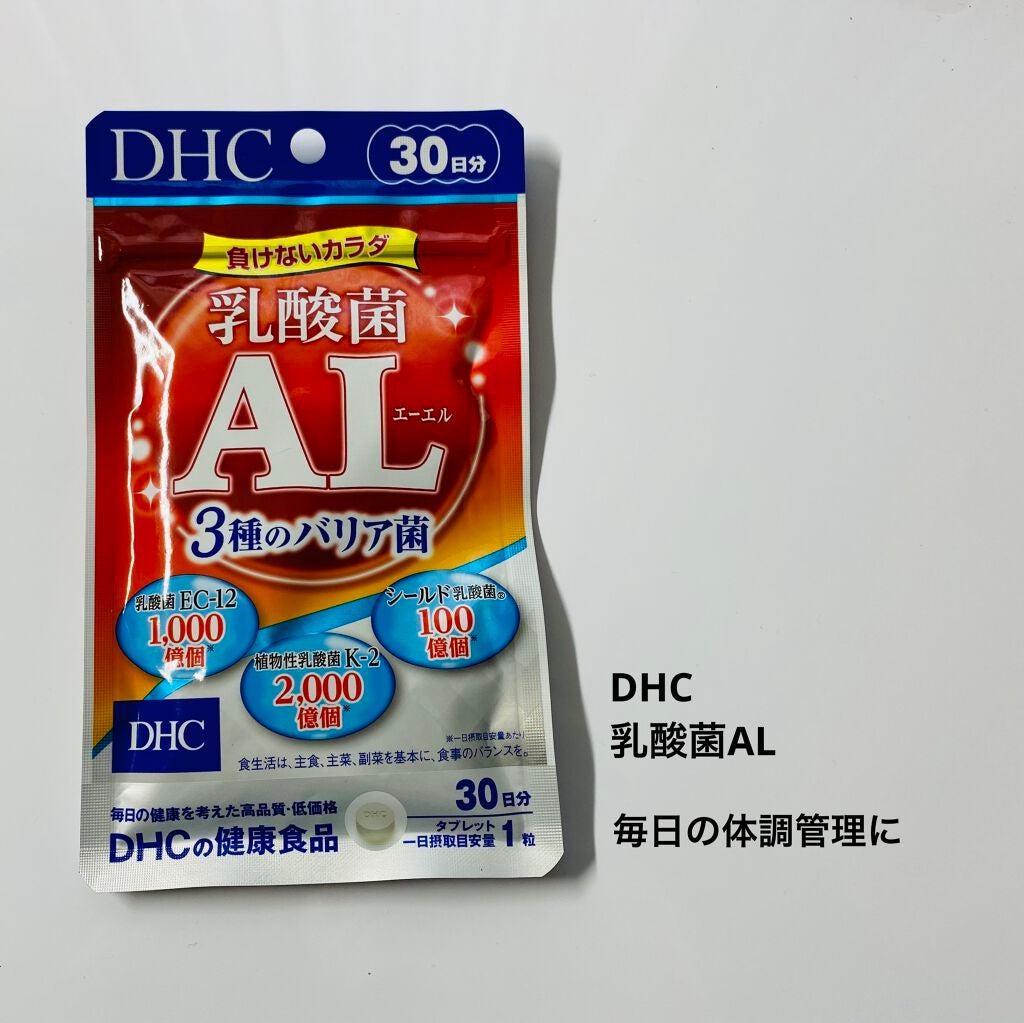 DHC
30日分
負けないカラダ
乳酸菌
AL
エーエル
3種のバリア菌
乳酸菌 EC-12
1,000
億個※
シールド乳酸菌®
100
億個※
植物性乳酸菌 K-2
2,000
億個※
DHC
※一日摂取目安量あたり
食生活は、主食、主菜、副菜を基本に、食事のバランスを。
毎日の健康を考えた高品質・低価格
DHCの健康食品
DHC
30日分
タブレット
一日摂取目安量 1粒
DHC
乳酸菌AL
毎日の体調管理に